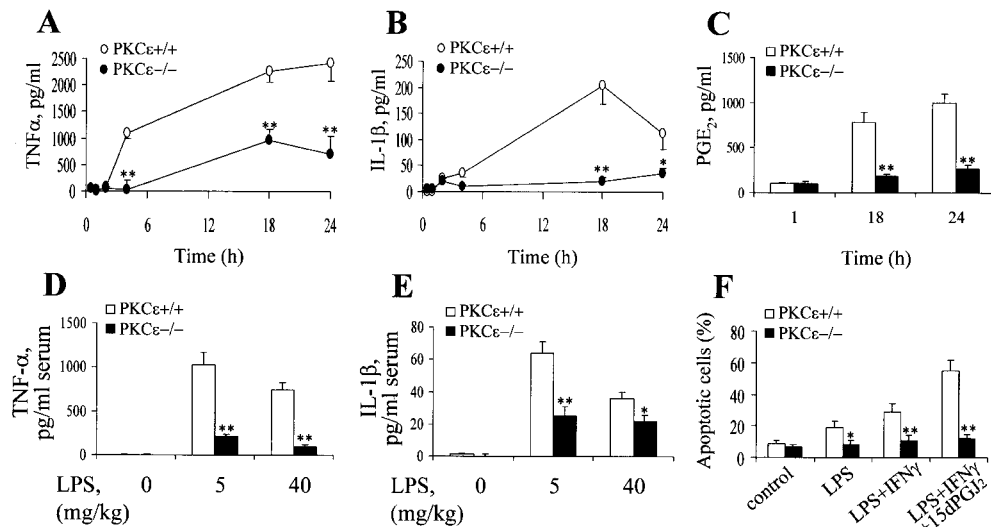 A
PKCε+/+
PKCε−/−
TNFα, pg/ml
2500
2000
1500
1000
500
0
**
**
**
0 6 12 18 24
Time (h)
B
PKCε+/+
PKCε−/−
IL-1β, pg/ml
250
200
150
100
50
0
**
*
0 6 12 18 24
Time (h)
C
PKCε+/+
PKCε−/−
PGE2, pg/ml
1500
1000
500
0
**
**
1 18 24
Time (h)
D
PKCε+/+
PKCε−/−
TNF-α,
pg/ml serum
1500
1000
500
0
**
**
LPS, 0 5 40
(mg/kg)
E
PKCε+/+
PKCε−/−
IL-1β,
pg/ml serum
80
60
40
20
0
**
*
LPS, 0 5 40
(mg/kg)
F
PKCε+/+
PKCε−/−
Apoptotic cells (%)
80
60
40
20
0
*
**
**
control
LPS
LPS+IFNγ
LPS+IFNγ
15dPGJ2